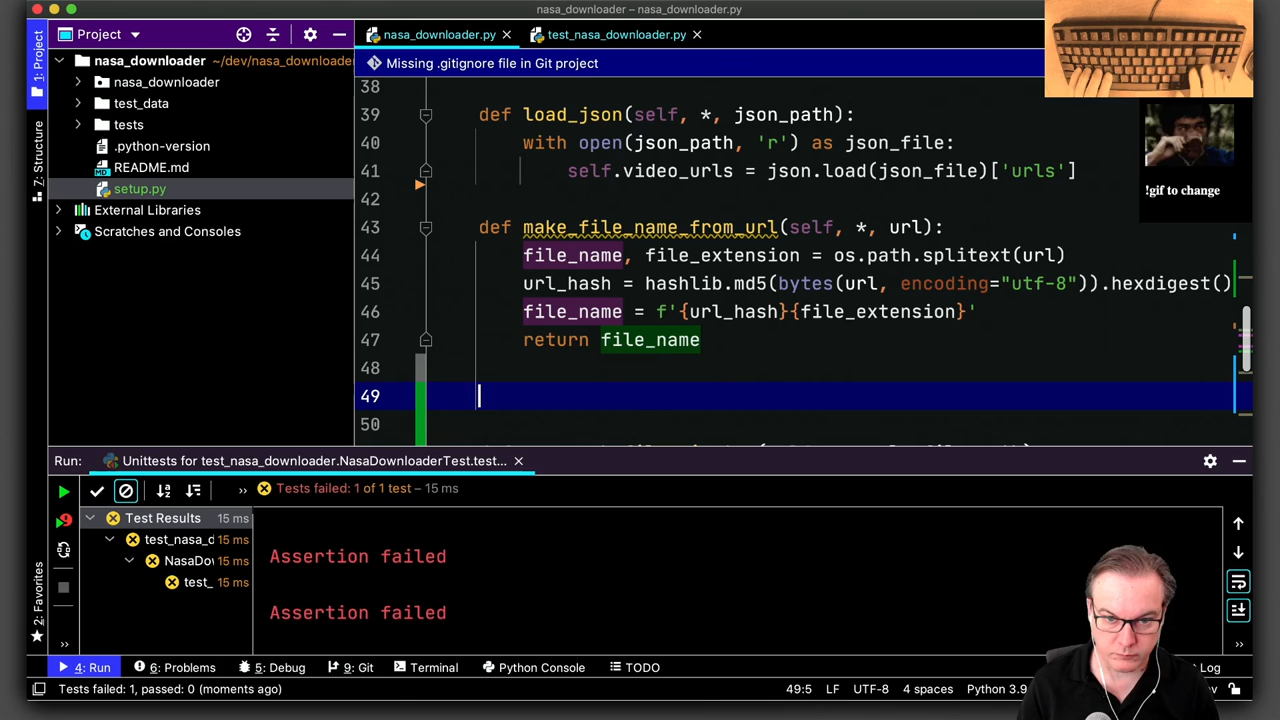 nasa_downloader – nasa_downloader.py
1: Project
Z: Structure
2: Favorites
Project
nasa_downloader ~/dev/nasa_downloader
nasa_downloader
test_data
tests
.python-version
README.md
setup.py
External Libraries
Scratches and Consoles
nasa_downloader.py
test_nasa_downloader.py
Missing .gitignore file in Git project
38
39 def load_json(self, *, json_path):
40 with open(json_path, 'r') as json_file:
41 self.video_urls = json.load(json_file)['urls']
42
43 def make_file_name_from_url(self, *, url):
44 file_name, file_extension = os.path.splitext(url)
45 url_hash = hashlib.md5(bytes(url, encoding="utf-8")).hexdigest()
46 file_name = f'{url_hash}{file_extension}'
47 return file_name
48
49
50
!gif to change
Run: Unittests for test_nasa_downloader.NasaDownloaderTest.test...
Tests failed: 1 of 1 test – 15 ms
Test Results 15 ms
test_nasa_d 15 ms
NasaDov 15 ms
test_ 15 ms
Assertion failed
Assertion failed
4: Run
6: Problems
5: Debug
9: Git
Terminal
Python Console
TODO
Log
Tests failed: 1, passed: 0 (moments ago)
49:5 LF UTF-8 4 spaces Python 3.9